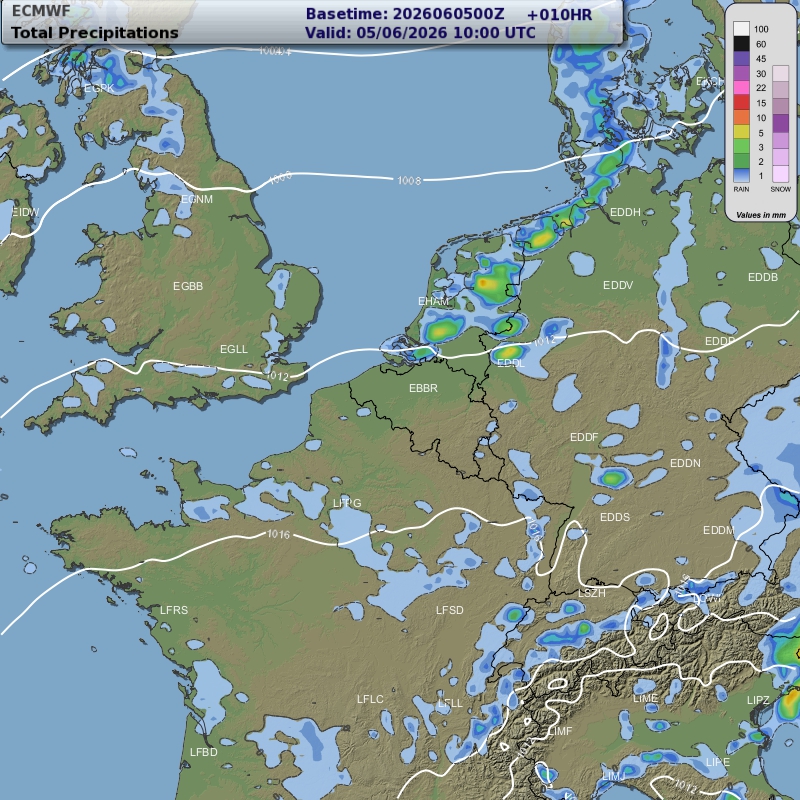 ECMWF
Basetime: 2026060500Z +010HR
Total Precipitations
Valid: 05/06/2026 10:00 UTC
100
60
45
30
22
15
10
5
3
2
1
RAIN
SNOW
Values in mm
EGPK
EIDW
EGNM
1008
1008
EDDH
EGBB
EDDV
EDDB
EHAM
EGLL
1012
1012
EDDP
EDDL
EBBR
EDDF
EDDN
LFPG
EDDS
EDDM
1016
LFRS
LFSD
LSZH
LOWI
LFLC
LFLL
LIME
LIPZ
LIMF
LFBD
LIPE
LIMJ
1012